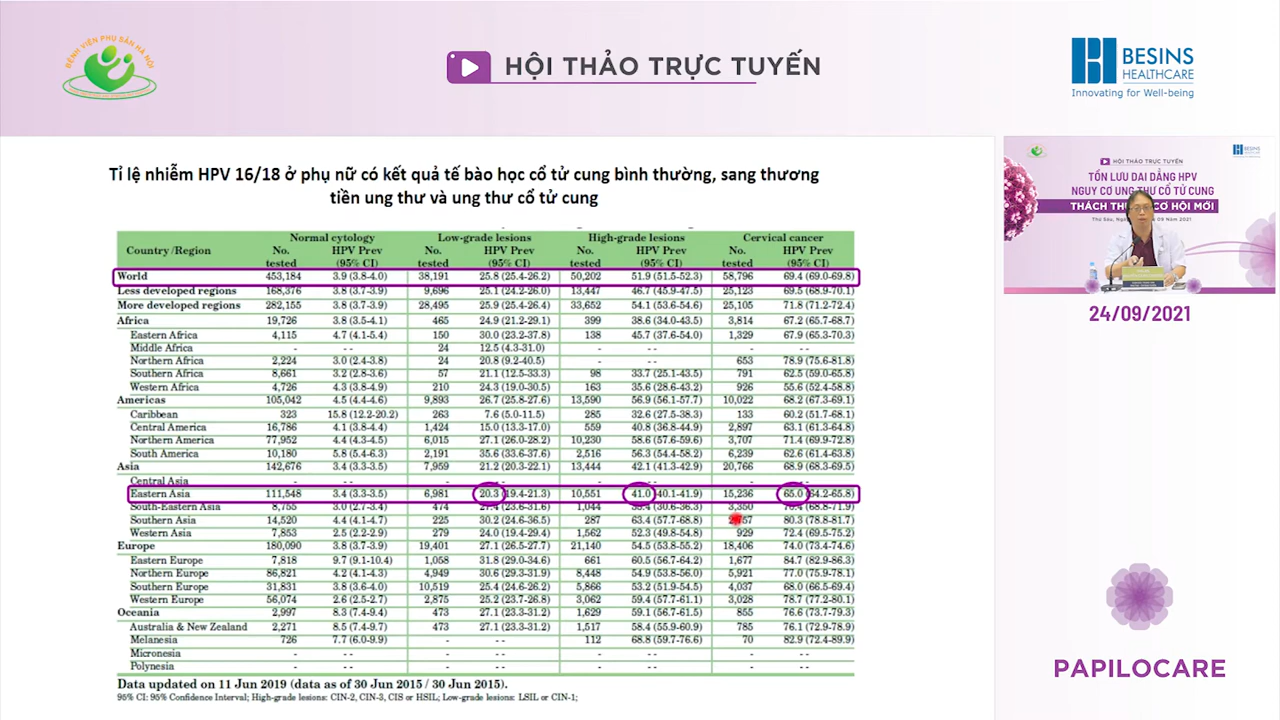 BỆNH VIỆN PHỤ SẢN HÀ NỘI
HỘI THẢO TRỰC TUYẾN
BESINS
HEALTHCARE
Innovating for Well-being
Tỉ lệ nhiễm HPV 16/18 ở phụ nữ có kết quả tế bào học cổ tử cung bình thường, sang thương
tiền ung thư và ung thư cổ tử cung
Normal cytology Low-grade lesions High-grade lesions Cervical cancer
Country /Region No. HPV Prev No. HPV Prev No. HPV Prev No. HPV Prev
tested (95% CI) tested (95% CI) tested (95% CI) tested (95% CI)
World 453,184 3.9 (3.8-4.0) 38,191 25.8 (25.4-26.2) 50,202 51.9 (51.5-52.3) 58,796 69.4 (69.0-69.8)
Less developed regions 168,376 3.8 (3.7-3.9) 9,696 25.1 (24.2-26.0) 13,447 46.7 (45.9-47.5) 25,123 69.5 (68.9-70.1)
More developed regions 282,155 3.8 (3.7-3.9) 28,495 25.9 (25.4-26.4) 33,652 54.1 (53.6-54.6) 25,105 71.8 (71.2-72.4)
Africa 19,726 3.8 (3.5-4.1) 465 24.9 (21.2-29.1) 399 38.6 (34.0-43.5) 3,814 67.2 (65.7-68.7)
Eastern Africa 4,115 4.7 (4.1-5.4) 150 30.0 (23.2-37.8) 138 45.7 (37.6-54.0) 1,329 67.9 (65.3-70.3)
Middle Africa - - - 24 12.5 (4.3-31.0) - - - - - -
Northern Africa 2,224 3.0 (2.4-3.8) 24 20.8 (9.2-40.5) - - - 653 78.9 (75.6-81.8)
Southern Africa 8,661 3.2 (2.8-3.6) 57 21.1 (12.5-33.3) 98 33.7 (25.1-43.5) 791 62.5 (59.0-65.8)
Western Africa 4,726 4.3 (3.8-4.9) 210 24.3 (19.0-30.5) 163 35.6 (28.6-43.2) 926 55.6 (52.4-58.8)
Americas 105,042 4.5 (4.4-4.6) 9,893 26.7 (25.8-27.6) 13,590 56.9 (56.1-57.7) 10,022 68.2 (67.3-69.1)
Caribbean 323 15.8 (12.2-20.2) 263 7.6 (5.0-11.5) 285 32.6 (27.5-38.3) 133 60.2 (51.7-68.1)
Central America 16,786 4.1 (3.8-4.4) 1,424 15.0 (13.3-17.0) 559 40.8 (36.8-44.9) 2,897 63.1 (61.3-64.8)
Northern America 77,952 4.4 (4.3-4.5) 6,015 27.1 (26.0-28.2) 10,230 58.6 (57.6-59.6) 3,707 71.4 (69.9-72.8)
South America 10,180 5.8 (5.4-6.3) 2,191 35.6 (33.6-37.6) 2,516 56.3 (54.4-58.2) 6,239 62.6 (61.4-63.8)
Asia 142,676 3.4 (3.3-3.5) 7,959 21.2 (20.3-22.1) 13,444 42.1 (41.3-42.9) 20,766 68.9 (68.3-69.5)
Central Asia - - - - - - - - - - - -
Eastern Asia 111,548 3.4 (3.3-3.5) 6,981 20.3 (19.4-21.3) 10,551 41.0 (40.1-41.9) 15,236 65.0 (64.2-65.8)
South-Eastern Asia 8,755 3.0 (2.7-3.4) 474 27.4 (23.6-31.6) 1,044 (30.6-36.3) 3,350 70.4 (68.8-71.9)
Southern Asia 14,520 4.4 (4.1-4.7) 225 30.2 (24.6-36.5) 287 63.4 (57.7-68.8) 80.3 (78.8-81.7)
Western Asia 7,853 2.5 (2.2-2.9) 279 24.0 (19.4-29.4) 1,562 52.3 (49.8-54.8) 929 72.4 (69.5-75.2)
Europe 180,090 3.8 (3.7-3.9) 19,401 27.1 (26.5-27.7) 21,140 54.5 (53.8-55.2) 18,406 74.0 (73.4-74.6)
Eastern Europe 7,818 9.7 (9.1-10.4) 1,058 31.8 (29.0-34.6) 661 60.5 (56.7-64.2) 1,677 84.7 (82.9-86.3)
Northern Europe 86,821 4.2 (4.1-4.3) 4,949 30.6 (29.3-31.9) 8,448 54.9 (53.8-56.0) 5,921 77.0 (75.9-78.1)
Southern Europe 31,831 3.8 (3.6-4.0) 10,519 25.4 (24.6-26.2) 5,866 53.2 (51.9-54.5) 4,037 68.0 (66.5-69.4)
Western Europe 56,074 2.6 (2.5-2.7) 2,875 25.2 (23.7-26.8) 3,062 59.4 (57.7-61.1) 3,028 78.7 (77.2-80.1)
Oceania 2,997 8.3 (7.4-9.4) 473 27.1 (23.3-31.2) 1,629 59.1 (56.7-61.5) 855 76.6 (73.7-79.3)
Australia & New Zealand 2,271 8.5 (7.4-9.7) 473 27.1 (23.3-31.2) 1,517 58.4 (55.9-60.9) 785 76.1 (72.9-78.9)
Melanesia 726 7.7 (6.0-9.9) - - - 112 68.8 (59.7-76.6) 70 82.9 (72.4-89.9)
Micronesia - - - - - - - - - - - -
Polynesia - - - - - - - - - - - -
Data updated on 11 Jun 2019 (data as of 30 Jun 2015 / 30 Jun 2015).
95% CI: 95% Confidence Interval; High-grade lesions: CIN-2, CIN-3, CIS or HSIL; Low-grade lesions: LSIL or CIN-1;
BESINS
HỘI THẢO TRỰC TUYẾN
TỒN LƯU DAI DẲNG HPV
NGUY CƠ UNG THƯ CỔ TỬ CUNG
24/09/2021
PAPILOCARE